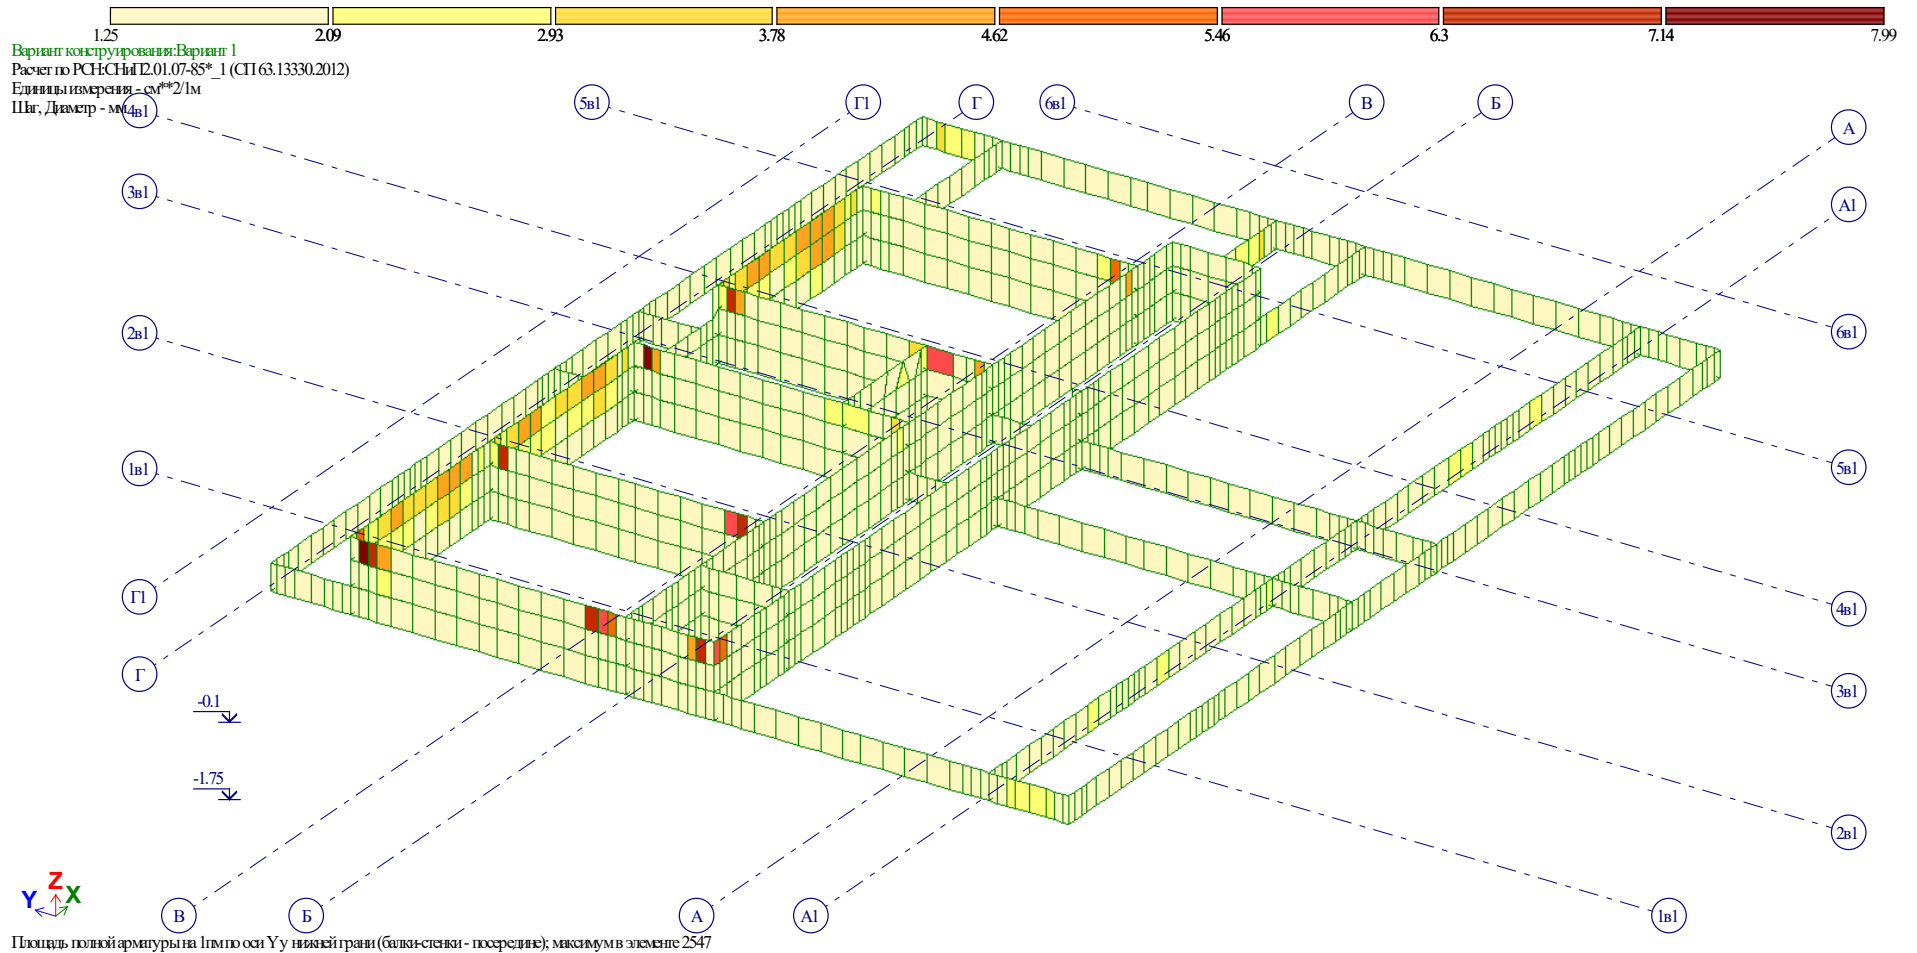 1.25 2.09 2.93 3.78 4.62 5.46 6.3 7.14 7.99
Вариант конструирования:Вариант 1
Расчет по РСН:СНиП2.01.07-85*_1 (СП 63.13330.2012)
Единицы измерения - см**2/1м
Шаг, Диаметр - мм
4в1 5в1 Г1 Г 6в1 В Б
А
3в1
А1
2в1 6в1
1в1 5в1
Г1 4в1
Г 3в1
-0.1
-1.75
2в1
Z
Y X
В Б А А1 1в1
Площадь полной арматуры на 1пм по оси Y у нижней грани (балки-стенки - посередине); максимум в элементе 2547